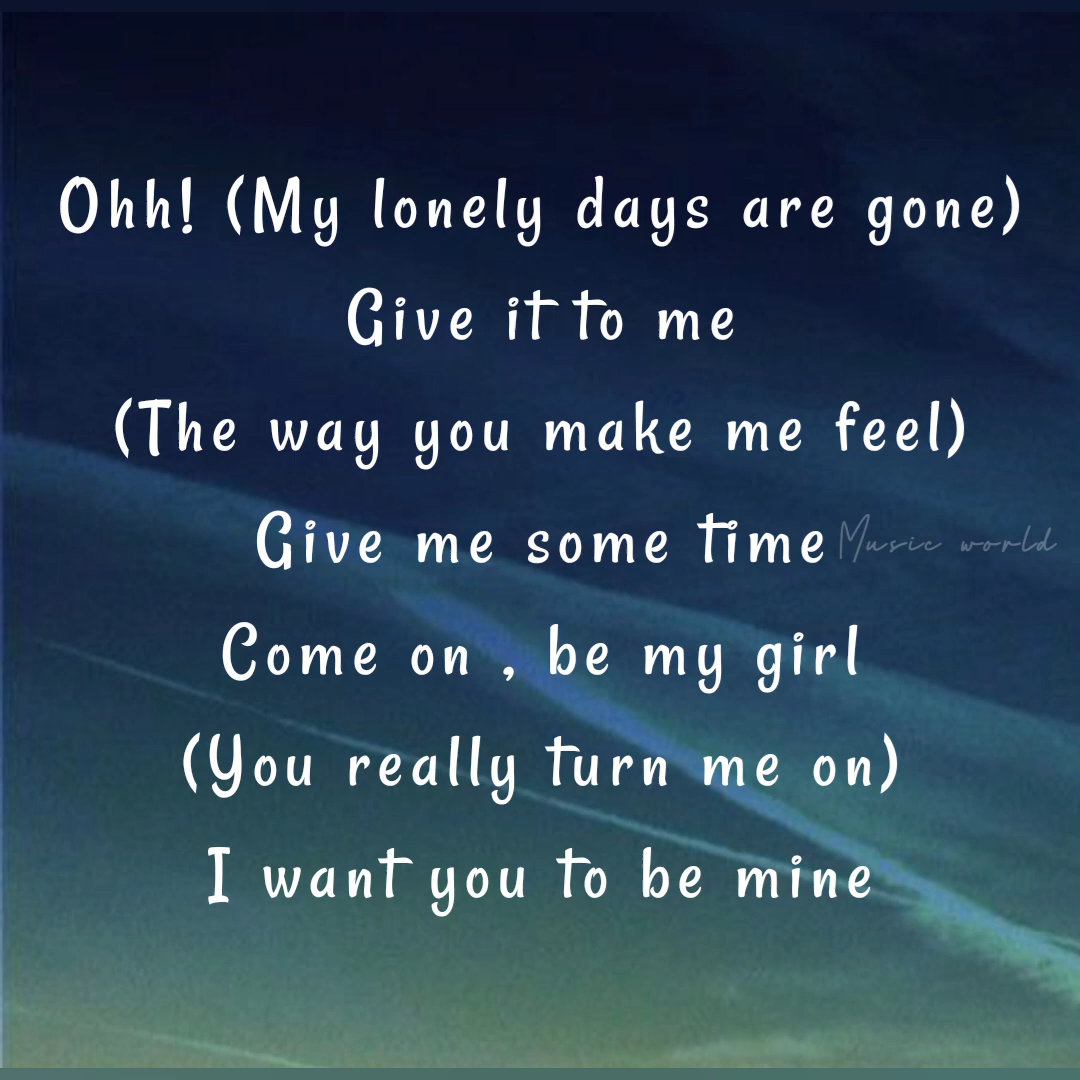 Ohh! (My lonely days are gone)
Give it to me
(The way you make me feel)
Give me some time
Music world
Come on , be my girl
(You really turn me on)
I want you to be mine